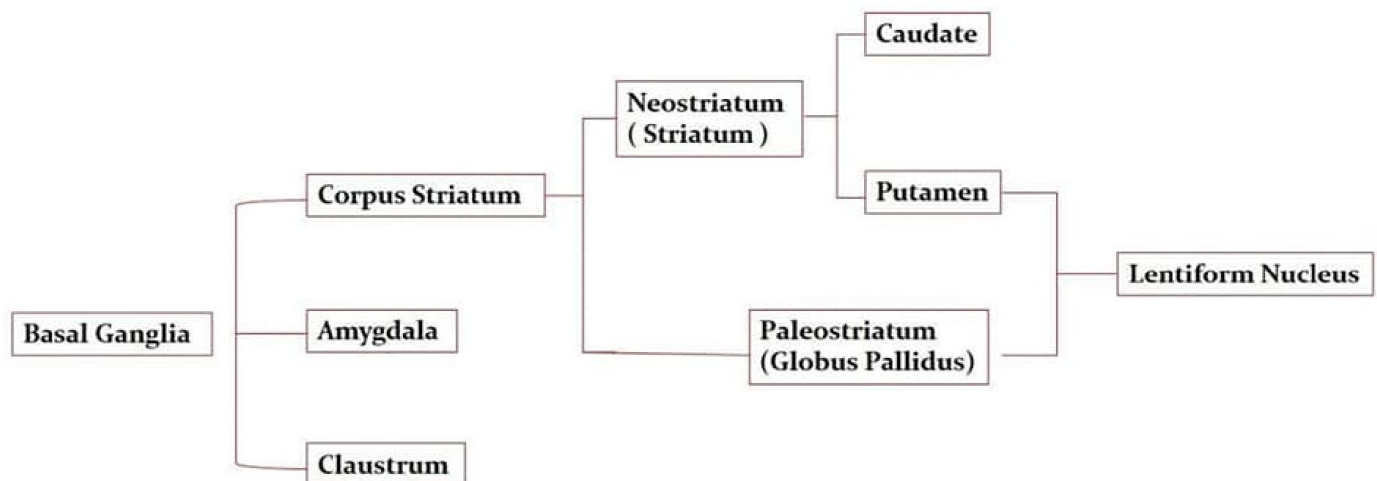 Caudate
Neostriatum
( Striatum )
Corpus Striatum
Putamen
Lentiform Nucleus
Basal Ganglia
Amygdala
Paleostriatum
(Globus Pallidus)
Claustrum